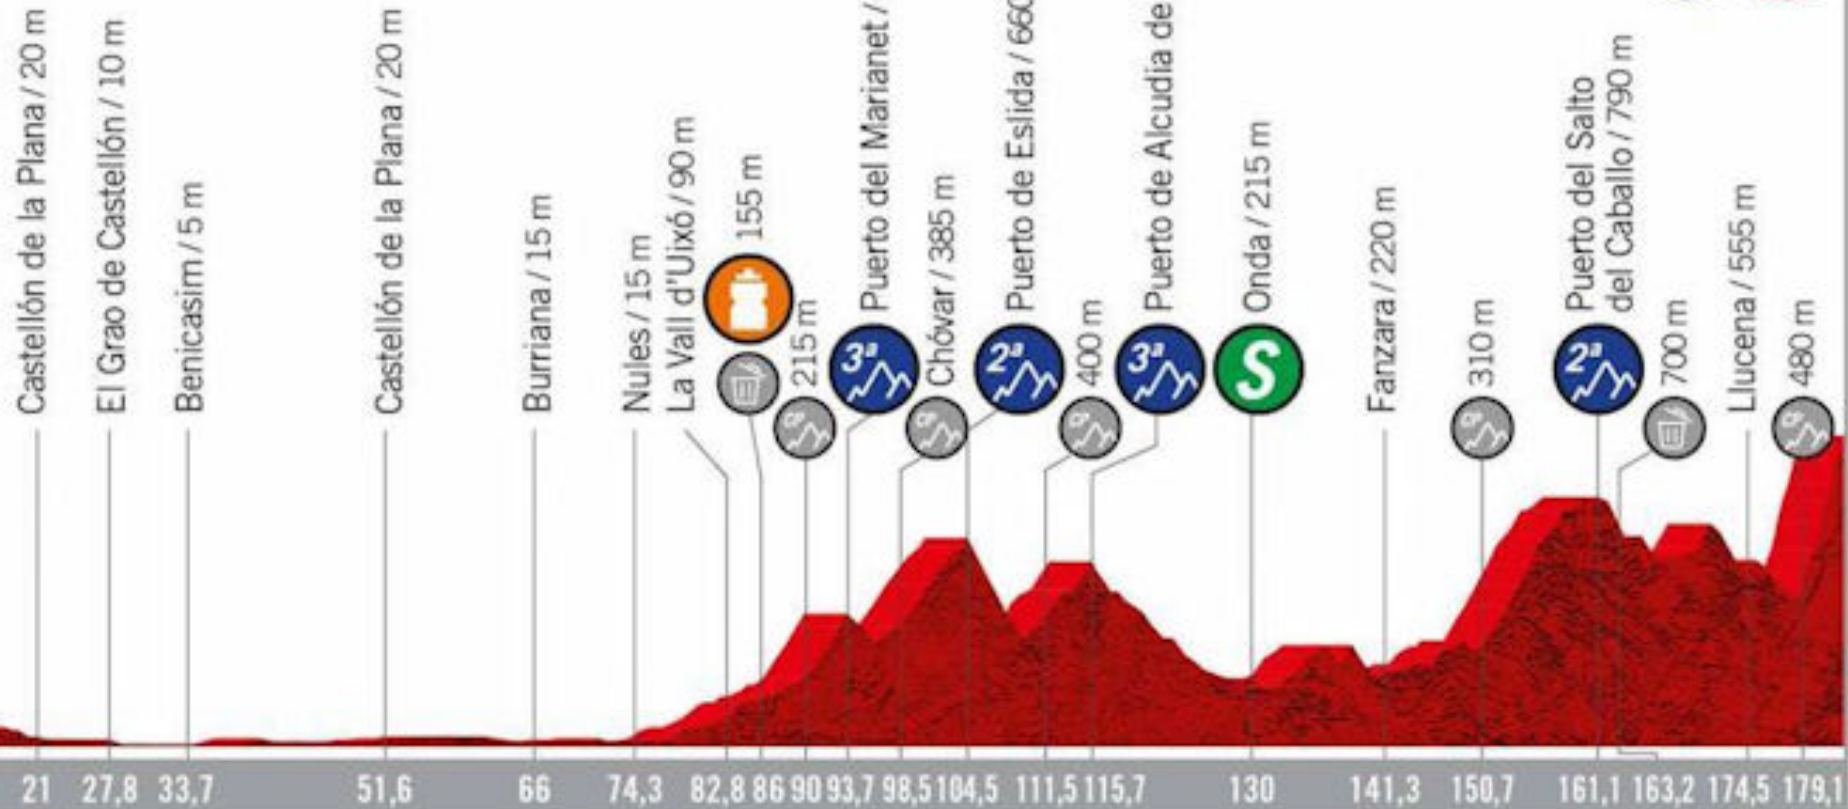 Castellón de la Plana / 20 m
El Grao de Castellón / 10 m
Benicasim / 5 m
Castellón de la Plana / 20 m
Burriana / 15 m
Nules / 15 m
La Vall d'Uixó / 90 m
155 m
215 m
CP
Puerto del Marianet /
3ª
Chóvar / 385 m
CP
Puerto de Eslida / 660
2ª
400 m
CP
Puerto de Alcudia de
3ª
Onda / 215 m
S
Fanzara / 220 m
310 m
CP
Puerto del Salto
del Caballo / 790 m
2ª
700 m
Llucena / 555 m
480 m
CP
21 27,8 33,7 51,6 66 74,3 82,8 86 90 93,7 98,5 104,5 111,5 115,7 130 141,3 150,7 161,1 163,2 174,5 179,1